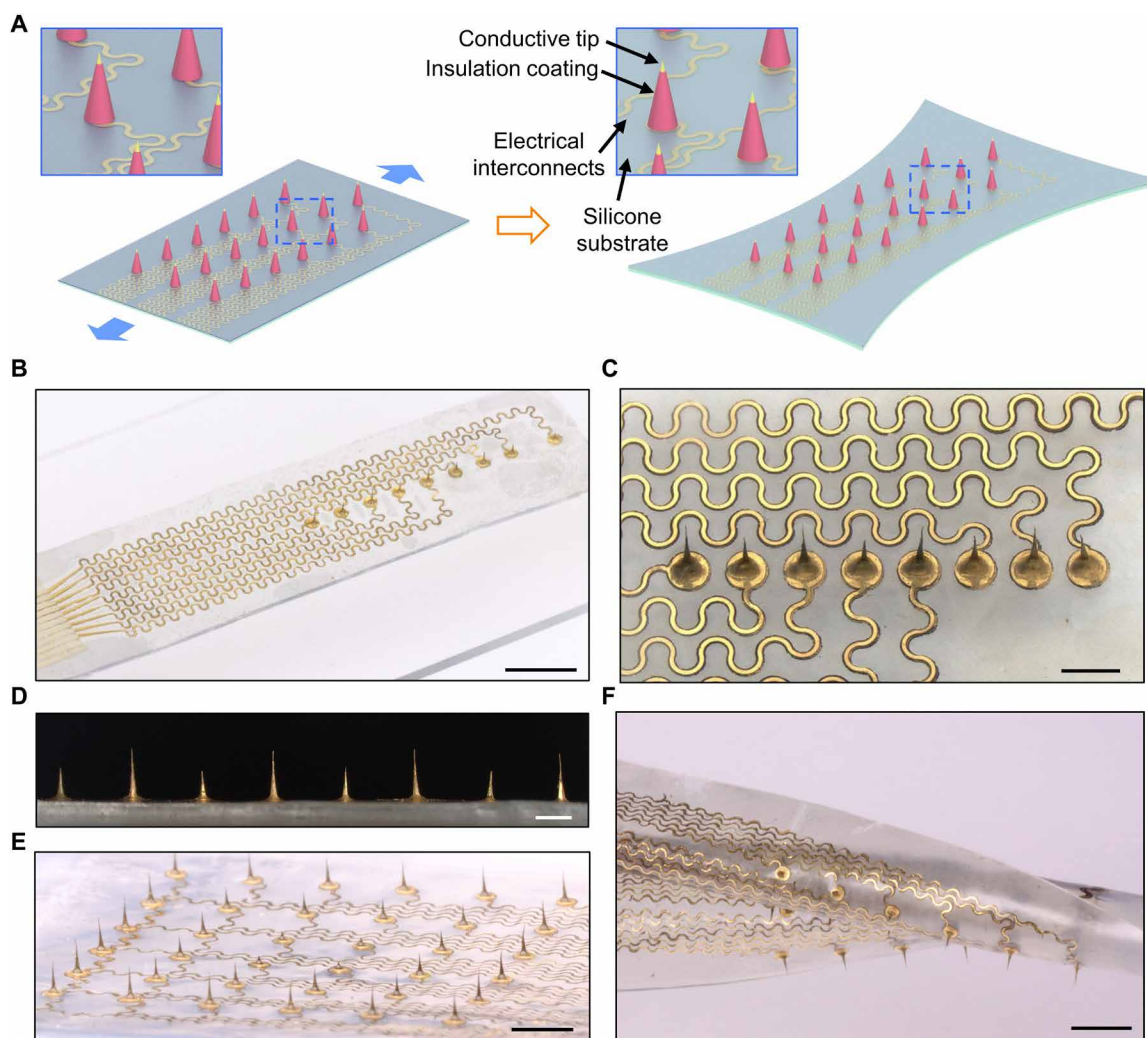 A
Conductive tip
Insulation coating
Electrical
interconnects
Silicone
substrate
B
C
D
E
F